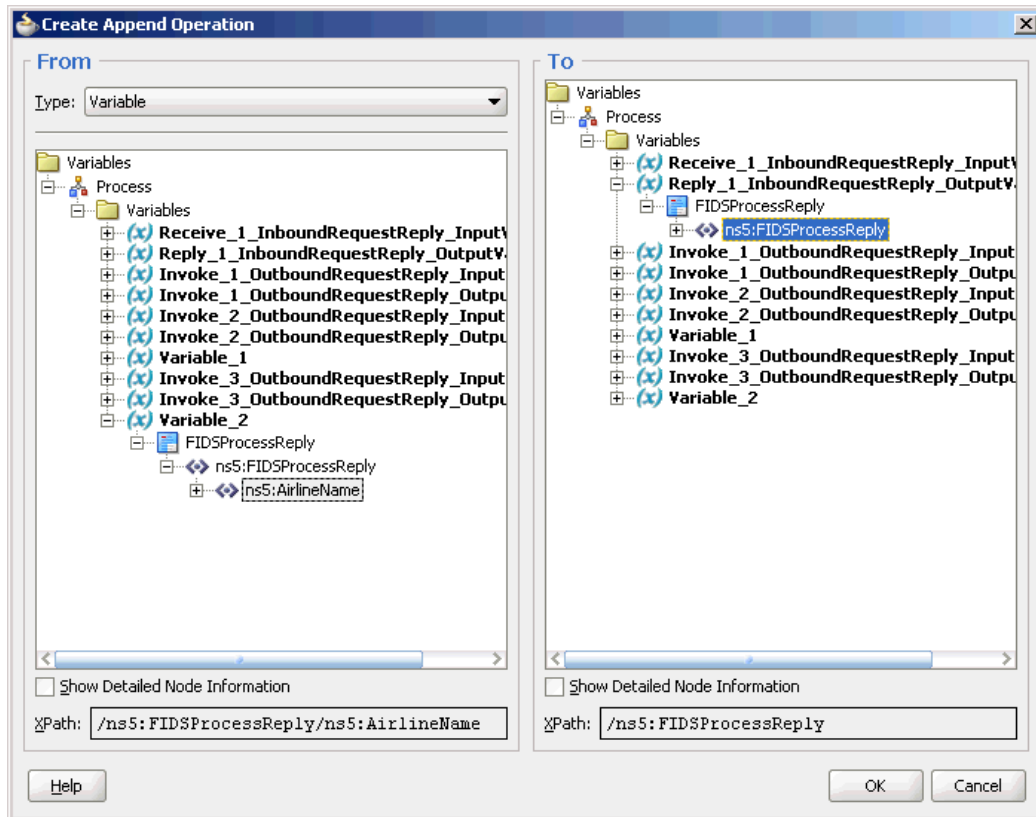 Create Append Operation
From
Type: Variable
Variables
Process
Variables
Receive_1_InboundRequestReply_InputV
Reply_1_InboundRequestReply_OutputV
Invoke_1_OutboundRequestReply_Input
Invoke_1_OutboundRequestReply_Outpu
Invoke_2_OutboundRequestReply_Input
Invoke_2_OutboundRequestReply_Outpu
Variable_1
Invoke_3_OutboundRequestReply_Input
Invoke_3_OutboundRequestReply_Outpu
Variable_2
FIDSProcessReply
ns5:FIDSProcessReply
ns5:AirlineName
Show Detailed Node Information
XPath: /ns5:FIDSProcessReply/ns5:AirlineName
To
Variables
Process
Variables
Receive_1_InboundRequestReply_InputV
Reply_1_InboundRequestReply_OutputV
FIDSProcessReply
ns5:FIDSProcessReply
Invoke_1_OutboundRequestReply_Input
Invoke_1_OutboundRequestReply_Outpu
Invoke_2_OutboundRequestReply_Input
Invoke_2_OutboundRequestReply_Outpu
Variable_1
Invoke_3_OutboundRequestReply_Input
Invoke_3_OutboundRequestReply_Outpu
Variable_2
Show Detailed Node Information
XPath: /ns5:FIDSProcessReply
Help
OK
Cancel